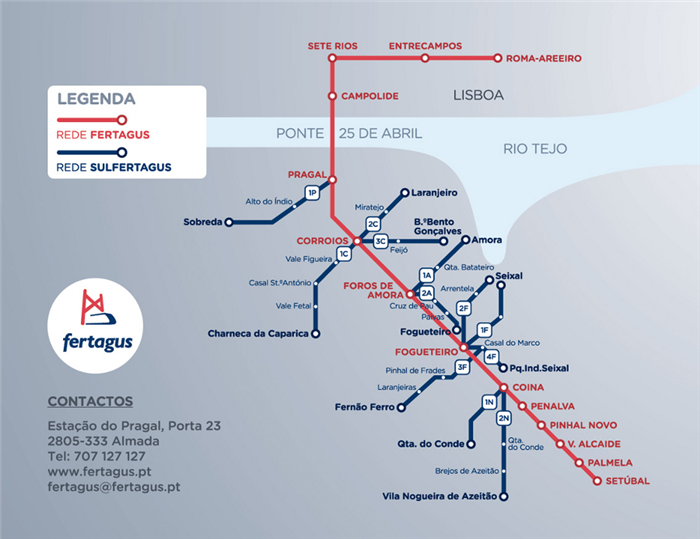 SETE RIOS
ENTRECAMPOS
ROMA-AREEIRO
LEGENDA
REDE FERTAGUS
REDE SULFERTAGUS
CAMPOLIDE
LISBOA
PONTE 25 DE ABRIL
RIO TEJO
PRAGAL
1P
Alto do Índio
Sobreda
Laranjeiro
Miratejo
2C
B.ºBento
Gonçalves
3C
Feijó
CORROIOS
Amora
1C
Vale Figueira
Qta. Batateiro
1A
Casal St.ºAntónio
FOROS DE
AMORA
2A
Arrentela
Seixal
Vale Fetal
Cruz de Pau
Paivas
2F
Charneca da Caparica
Fogueteiro
1F
FOGUETEIRO
Casal do Marco
4F
Pinhal de Frades
3F
Pq.Ind.Seixal
Laranjeiras
COINA
Fernão Ferro
1N
PENALVA
2N
PINHAL NOVO
Qta. do Conde
Qta.
do Conde
V. ALCAIDE
PALMELA
Brejos de Azeitão
SETÚBAL
Vila Nogueira de Azeitão
fertagus
CONTACTOS
Estação do Pragal, Porta 23
2805-333 Almada
Tel: 707 127 127
www.fertagus.pt
fertagus@fertagus.pt